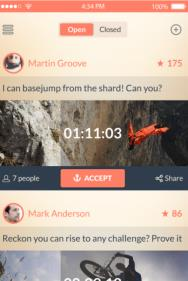 4:34 PM 100%
Open Closed
Martin Groove ★ 175
I can basejump from the shard! Can you?
01:11:03
7 people ACCEPT Share
Mark Anderson ★ 86
Reckon you can rise to any challenge? Prove it